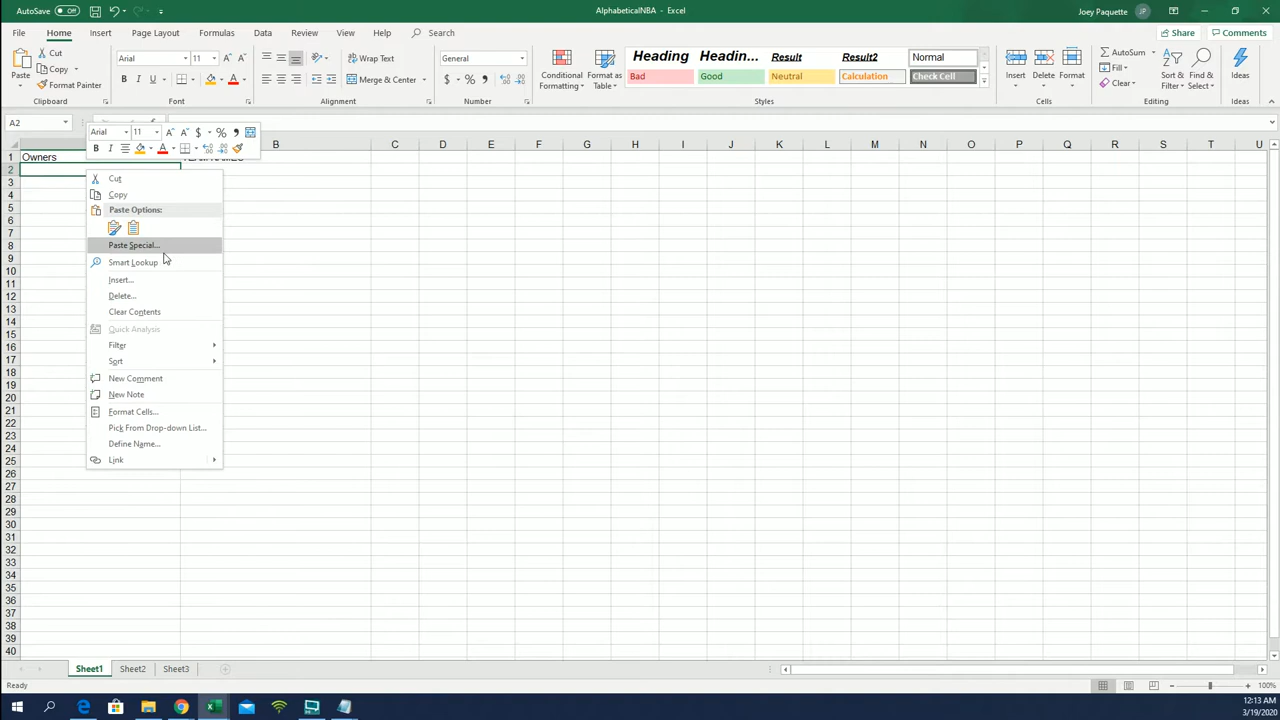 AutoSave Off
AlphabeticalNBA - Excel
Joey Paquette JP
File Home Insert Page Layout Formulas Data Review View Help Search
Share Comments
Paste
Cut
Copy
Format Painter
Clipboard
Arial 11
B I U
Font
Wrap Text
Merge & Center
Alignment
General
$ % ,
Number
Conditional Formatting
Format as Table
Heading Headin... Result Result2 Normal
Bad Good Neutral Calculation Check Cell
Styles
Insert Delete Format
Cells
AutoSum
Fill
Clear
Sort & Filter
Find & Select
Editing
Ideas
Ideas
A2
Arial 11 $ % ,
B I
B C D E F G H I J K L M N O P Q R S T U
1 Owners
2
3
4
5
6
7
8
9
10
11
12
13
14
15
16
17
18
19
20
21
22
23
24
25
26
27
28
29
30
31
32
33
34
35
36
37
38
39
40
Cut
Copy
Paste Options:
Paste Special...
Smart Lookup
Insert...
Delete...
Clear Contents
Quick Analysis
Filter
Sort
New Comment
New Note
Format Cells...
Pick From Drop-down List...
Define Name...
Link
Sheet1 Sheet2 Sheet3
Ready
100%
12:13 AM
3/19/2020